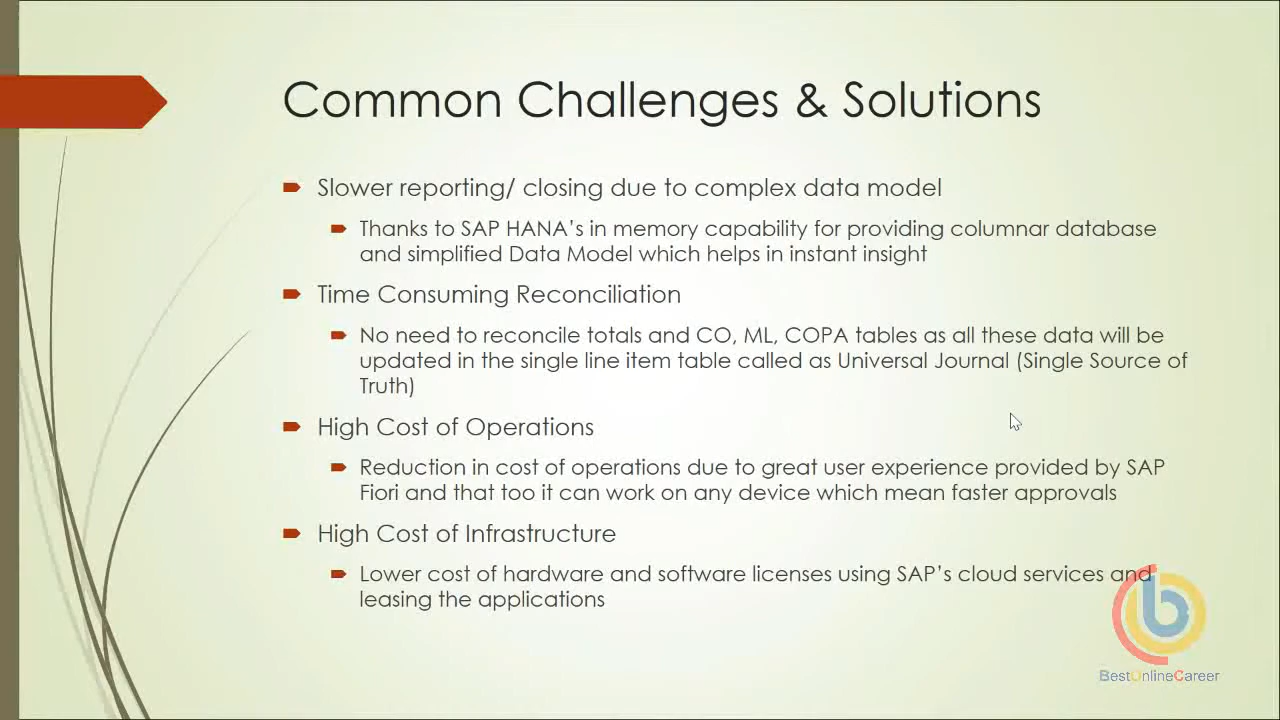 Common Challenges & Solutions
Slower reporting/ closing due to complex data model
Thanks to SAP HANA's in memory capability for providing columnar database
and simplified Data Model which helps in instant insight
Time Consuming Reconciliation
No need to reconcile totals and CO, ML, COPA tables as all these data will be
updated in the single line item table called as Universal Journal (Single Source of
Truth)
High Cost of Operations
Reduction in cost of operations due to great user experience provided by SAP
Fiori and that too it can work on any device which mean faster approvals
High Cost of Infrastructure
Lower cost of hardware and software licenses using SAP's cloud services and
leasing the applications
b
BestOnlineCareer